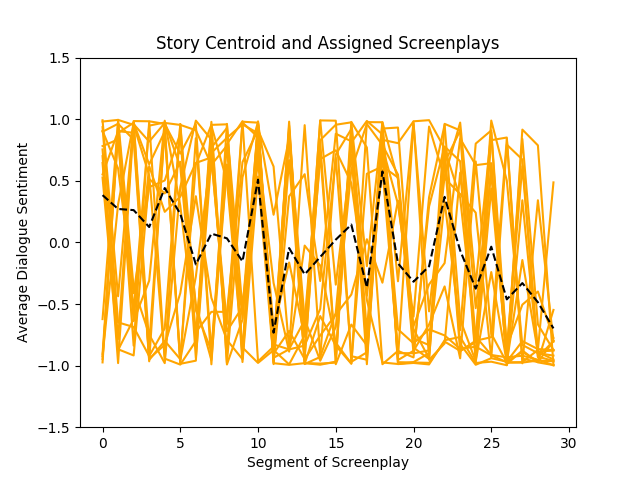 Story Centroid and Assigned Screenplays
1.5
1.0
0.5
0.0
−0.5
−1.0
−1.5
Average Dialogue Sentiment
0 5 10 15 20 25 30
Segment of Screenplay